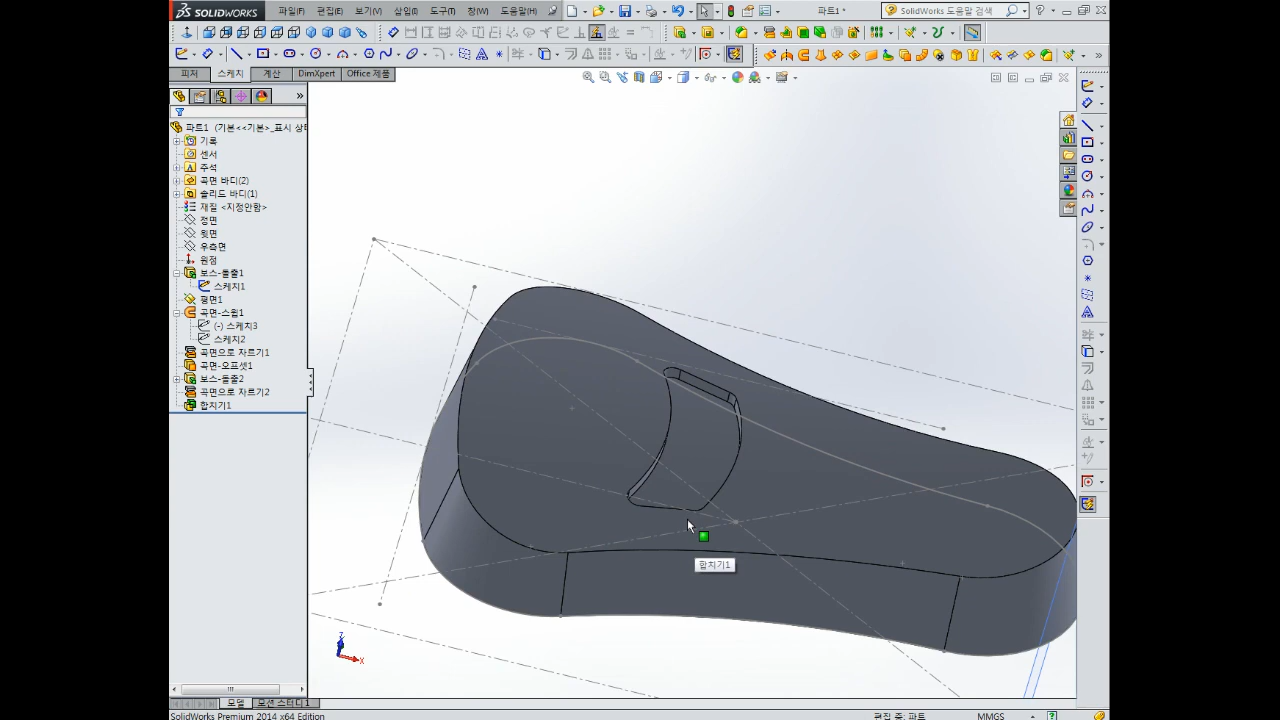 SOLIDWORKS
파일(F) 편집(E) 보기(V) 삽입(I) 도구(T) 창(W) 도움말(H)
파트1 *
SolidWorks 도움말 검색
피처 스케치 계산 DimXpert Office 제품
파트1 (기본<<기본>_표시 상태
기록
센서
주석
곡면 바디(2)
솔리드 바디(1)
재질 <지정안함>
정면
윗면
우측면
원점
보스-돌출1
스케치1
평면1
곡면-스윕1
(-) 스케치3
스케치2
곡면으로 자르기1
곡면-오프셋1
보스-돌출2
곡면으로 자르기2
합치기1
합치기1
Z
X
모델 모션 스터디1
SolidWorks Premium 2014 x64 Edition
편집 중: 파트
MMGS